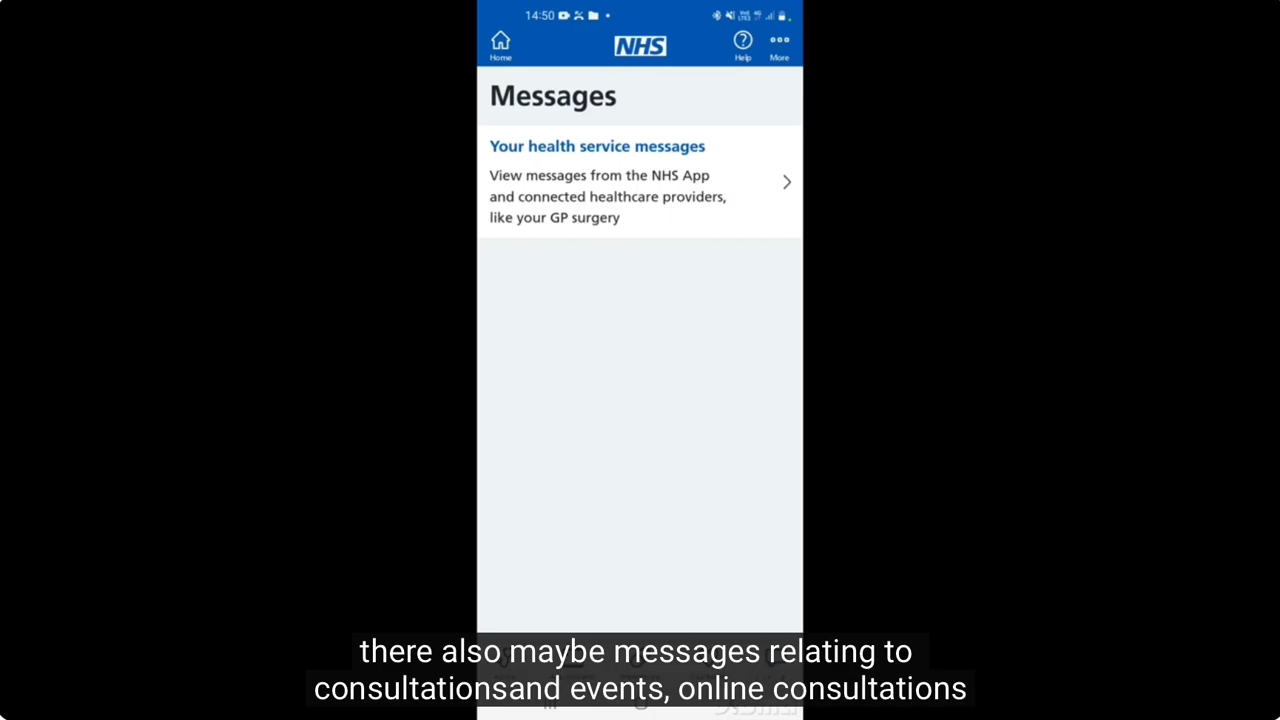 14:50
Home
NHS
Help
More
Messages
Your health service messages
View messages from the NHS App
and connected healthcare providers,
like your GP surgery
there also maybe messages relating to
consultationsand events, online consultations